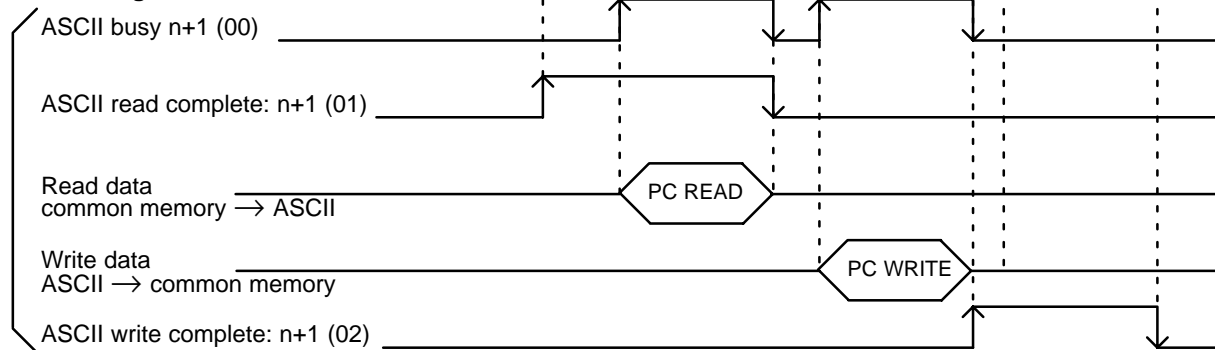 ASCII busy n+1 (00)
ASCII read complete: n+1 (01)
Read data
common memory → ASCII
PC READ
Write data
ASCII → common memory
PC WRITE
ASCII write complete: n+1 (02)